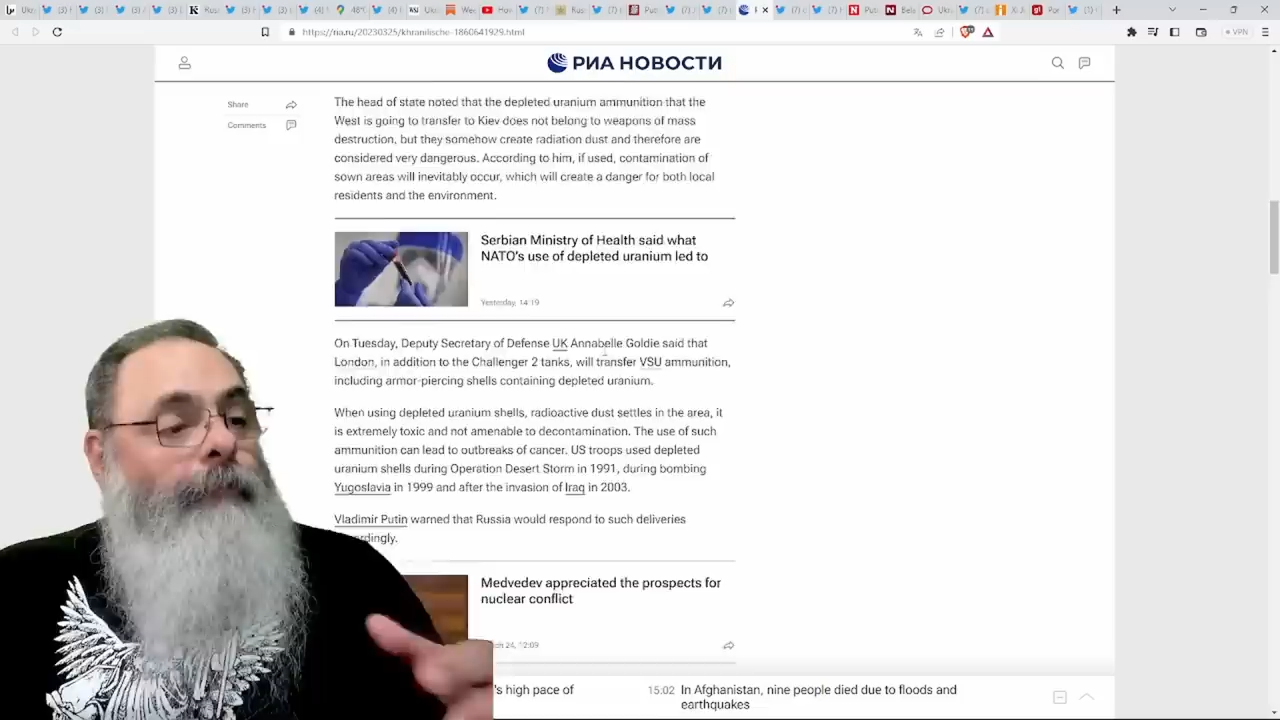 https://ria.ru/20230325/khranilische-1860641929.html
VPN
РИА НОВОСТИ
Share
Comments
The head of state noted that the depleted uranium ammunition that the
West is going to transfer to Kiev does not belong to weapons of mass
destruction, but they somehow create radiation dust and therefore are
considered very dangerous. According to him, if used, contamination of
sown areas will inevitably occur, which will create a danger for both local
residents and the environment.
Serbian Ministry of Health said what
NATO's use of depleted uranium led to
Yesterday, 14:19
On Tuesday, Deputy Secretary of Defense UK Annabelle Goldie said that
London, in addition to the Challenger 2 tanks, will transfer VSU ammunition,
including armor-piercing shells containing depleted uranium.
When using depleted uranium shells, radioactive dust settles in the area, it
is extremely toxic and not amenable to decontamination. The use of such
ammunition can lead to outbreaks of cancer. US troops used depleted
uranium shells during Operation Desert Storm in 1991, during bombing
Yugoslavia in 1999 and after the invasion of Iraq in 2003.
Vladimir Putin warned that Russia would respond to such deliveries
Medvedev appreciated the prospects for
nuclear conflict
24, 12:09
's high pace of
15:02 In Afghanistan, nine people died due to floods and
earthquakes